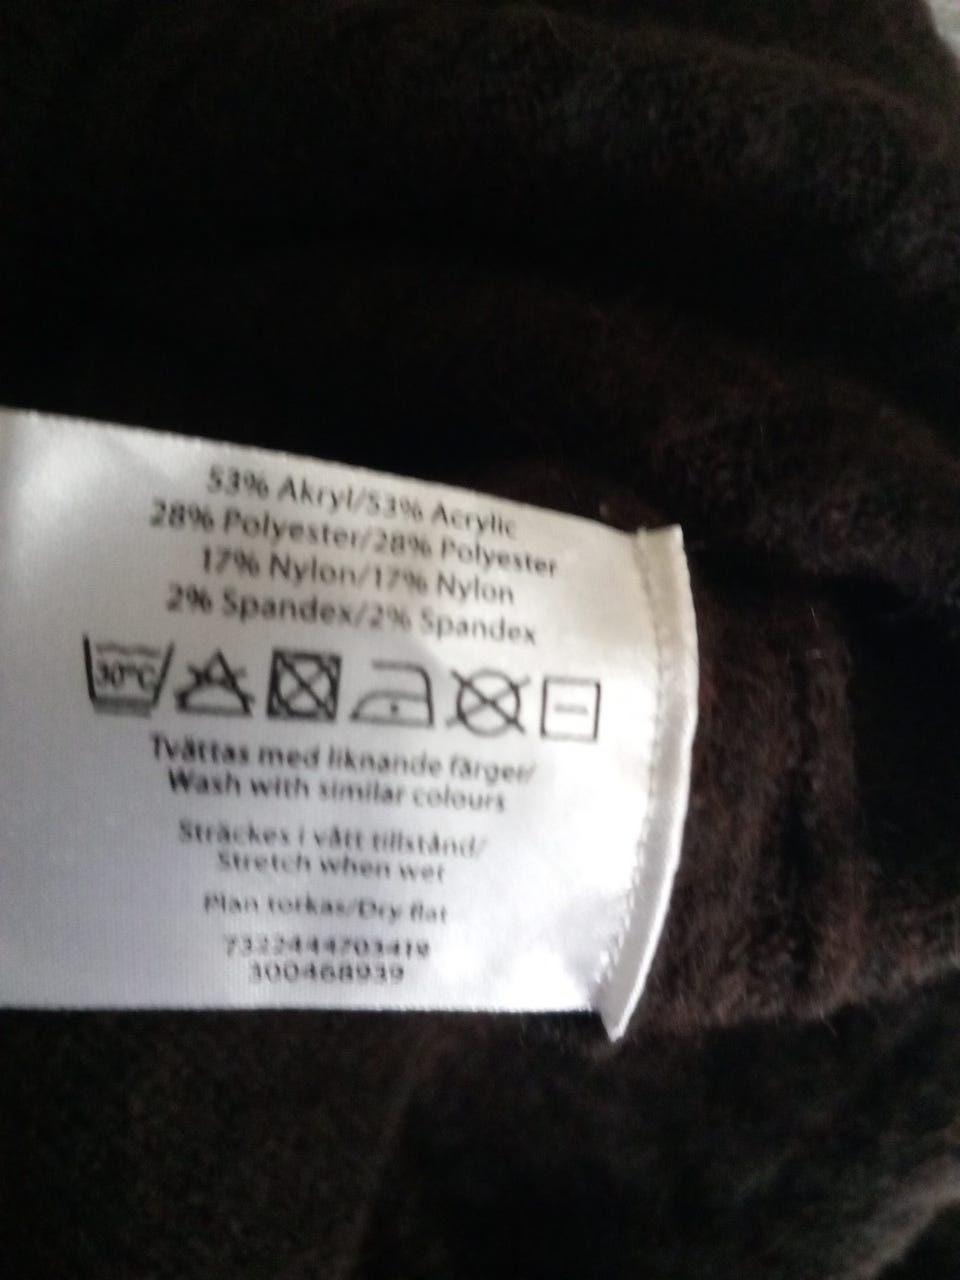 53% Akryl/53% Acrylic
28% Polyester/28% Polyester
17% Nylon/17% Nylon
2% Spandex/2% Spandex
30°C
Tvättas med liknande färger/
Wash with similar colours
Sträckes i vått tillstånd/
Stretch when wet
Plan torkas/Dry flat
7322444703419
300468939